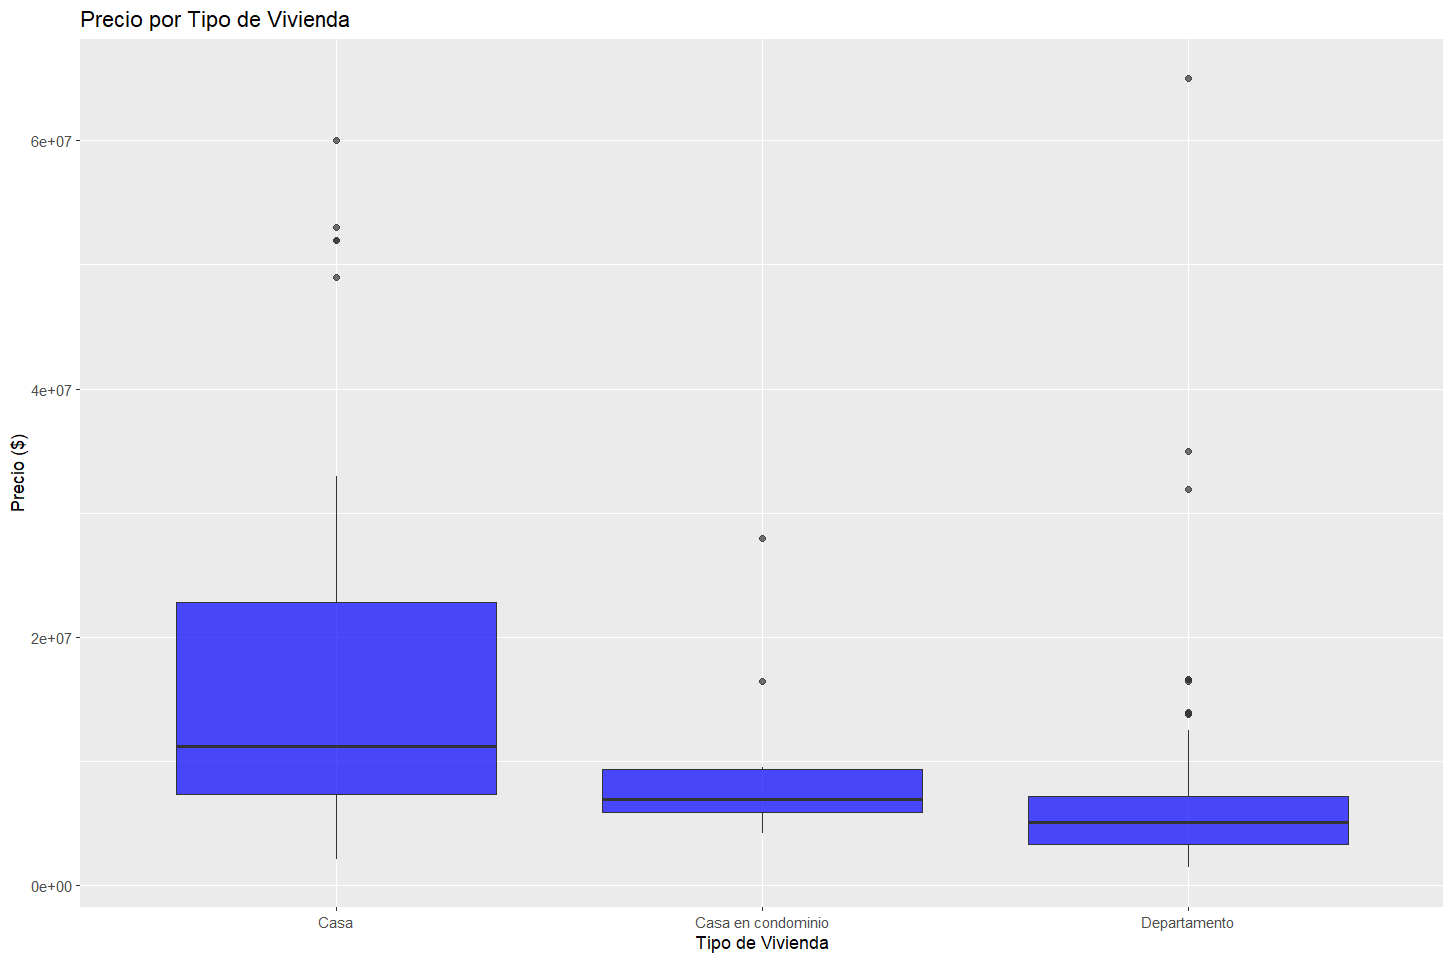 Precio por Tipo de Vivienda
Precio ($)
6e+07
4e+07
2e+07
0e+00
Casa
Casa en condominio
Departamento
Tipo de Vivienda